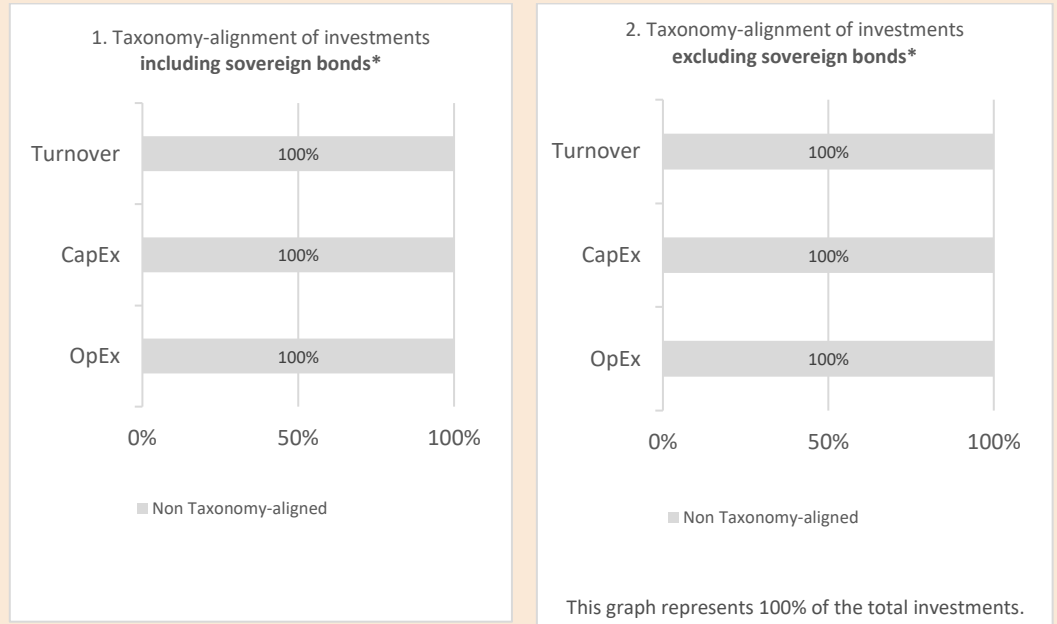 1. Taxonomy-alignment of investments
including sovereign bonds*
Turnover
100%
CapEx
100%
OpEx
100%
0% 50% 100%
Non Taxonomy-aligned
2. Taxonomy-alignment of investments
excluding sovereign bonds*
Turnover
100%
CapEx
100%
OpEx
100%
0% 50% 100%
Non Taxonomy-aligned
This graph represents 100% of the total investments.